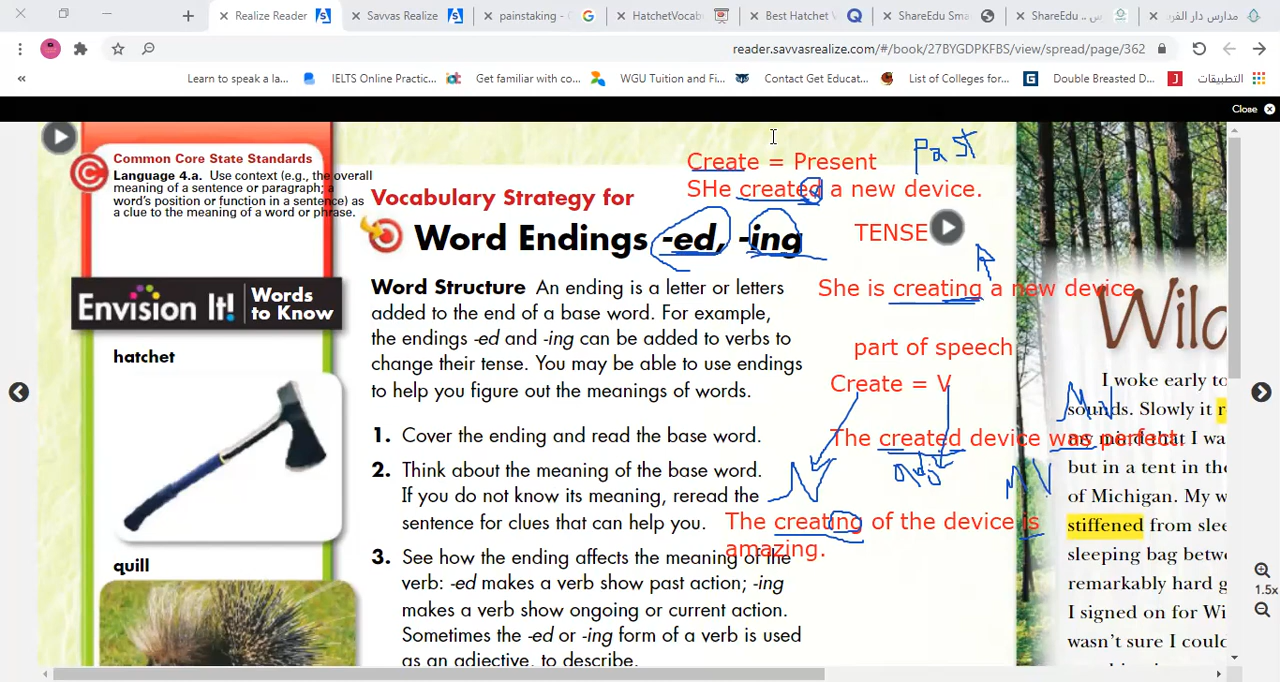 Realize Reader
Savvas Realize
painstaking - 
HatchetVocab
Best Hatchet V
ShareEdu Sma
ShareEdu ..
مدارس دار الفر
reader.savvasrealize.com/#/book/27BYGDPKFBS/view/spread/page/362
Learn to speak a la...
IELTS Online Practic...
Get familiar with co...
WGU Tuition and Fi...
Contact Get Educat...
List of Colleges for...
Double Breasted D...
التطبيقات
Close
Common Core State Standards
Language 4.a. Use context (e.g., the overall
meaning of a sentence or paragraph; a
word's position or function in a sentence) as
a clue to the meaning of a word or phrase.
Envision It! Words to Know
hatchet
quill
Vocabulary Strategy for
Word Endings -ed, -ing
Word Structure An ending is a letter or letters
added to the end of a base word. For example,
the endings -ed and -ing can be added to verbs to
change their tense. You may be able to use endings
to help you figure out the meanings of words.
1. Cover the ending and read the base word.
2. Think about the meaning of the base word.
If you do not know its meaning, reread the
sentence for clues that can help you.
3. See how the ending affects the meaning of the
verb: -ed makes a verb show past action; -ing
makes a verb show ongoing or current action.
Sometimes the -ed or -ing form of a verb is used
as an adjective, to describe.
Create = Present
Past
SHe created a new device.
TENSE
R
She is creating a new device
part of speech
Create = V
MV
The created device was perfect.
N
Adj
MV
The creating of the device is
amazing.
Wild
I woke early to
sounds. Slowly it r
my mind that I wa
but in a tent in the
of Michigan. My w
stiffened from slee
sleeping bag betwe
remarkably hard g
I signed on for Wi
wasn't sure I could
1.5x